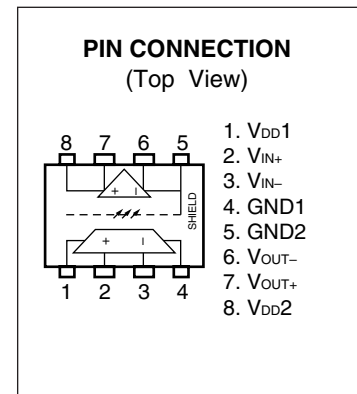 PIN CONNECTION
(Top View)
8 7 6 5
+ −
SHIELD
+ −
1 2 3 4
1. VDD1
2. VIN+
3. VIN−
4. GND1
5. GND2
6. VOUT−
7. VOUT+
8. VDD2